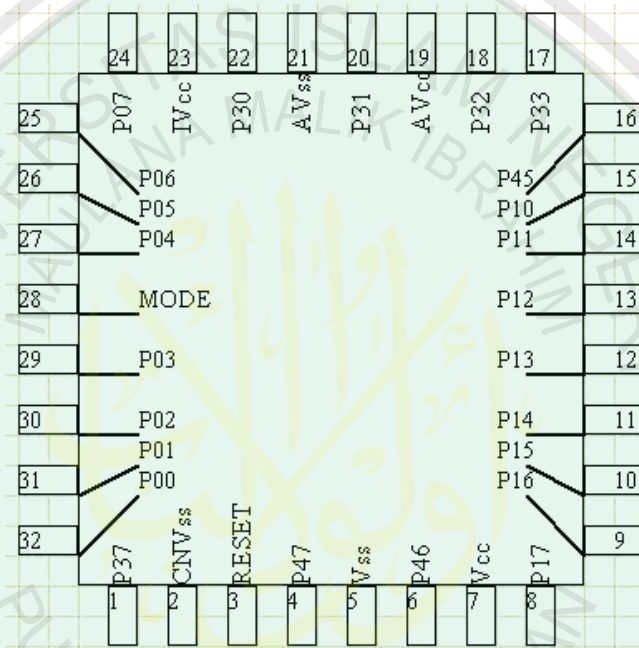 24 23 22 21 20 19 18 17
P07 IVcc P30 AVss P31 AVcc P32 P33
25 16
P06 P45
26 15
P05 P10
27 P04 P11 14
28 MODE P12 13
29 P03 P13 12
30 P02 P14 11
P01 P15
31 10
P00 P16
32 9
P37 CNVss RESET P47 Vss P46 Vcc P17
1 2 3 4 5 6 7 8
MAULANA MALIK IBRAHIM